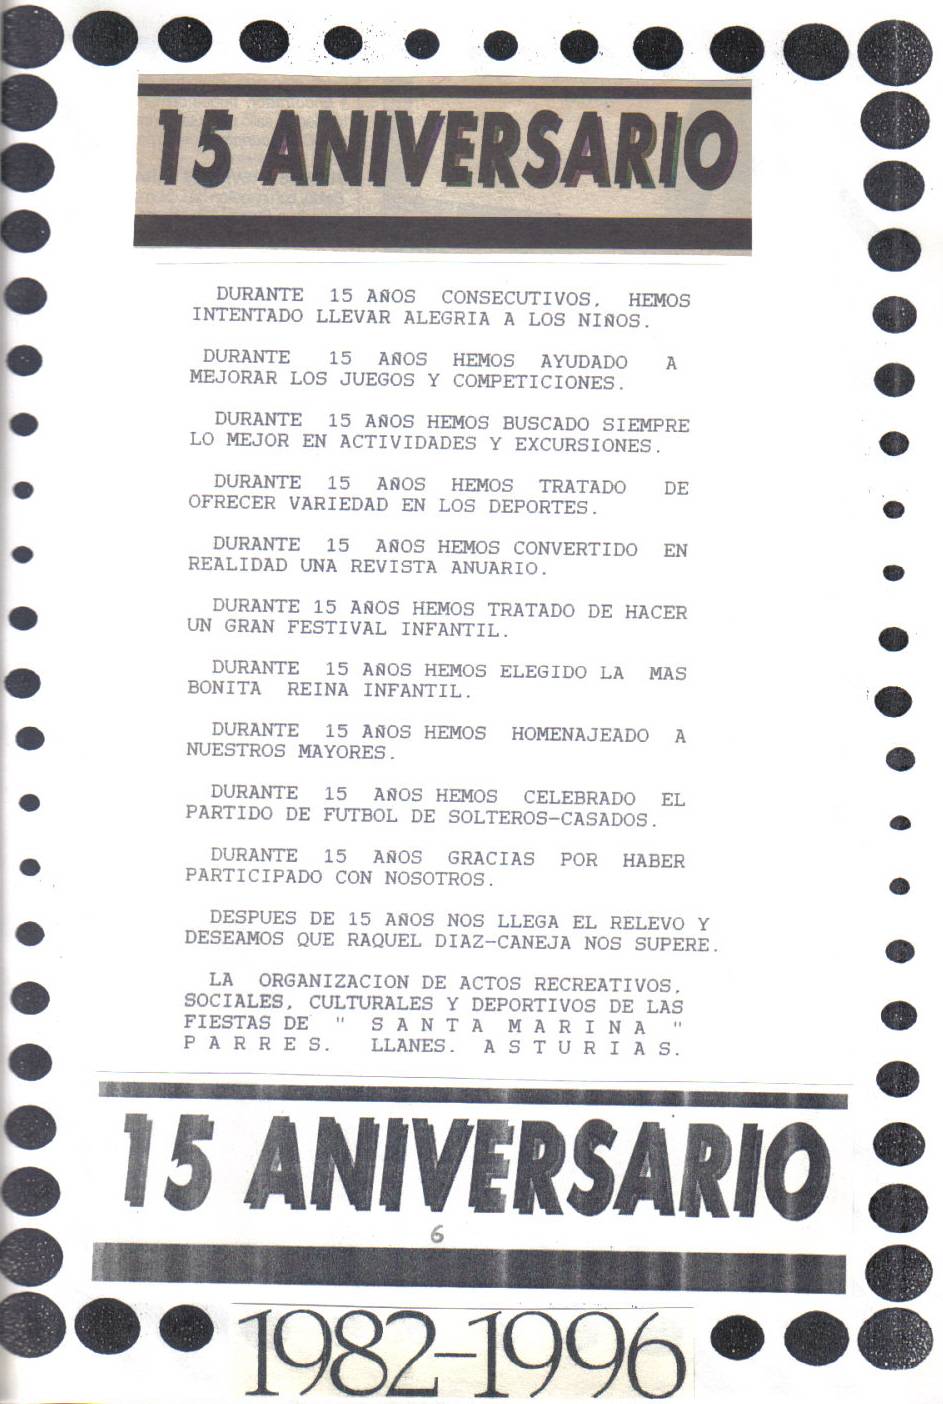 15 ANIVERSARIO
DURANTE 15 AÑOS CONSECUTIVOS, HEMOS
INTENTADO LLEVAR ALEGRIA A LOS NIÑOS.
DURANTE 15 AÑOS HEMOS AYUDADO A
MEJORAR LOS JUEGOS Y COMPETICIONES.
DURANTE 15 AÑOS HEMOS BUSCADO SIEMPRE
LO MEJOR EN ACTIVIDADES Y EXCURSIONES.
DURANTE 15 AÑOS HEMOS TRATADO DE
OFRECER VARIEDAD EN LOS DEPORTES.
DURANTE 15 AÑOS HEMOS CONVERTIDO EN
REALIDAD UNA REVISTA ANUARIO.
DURANTE 15 AÑOS HEMOS TRATADO DE HACER
UN GRAN FESTIVAL INFANTIL.
DURANTE 15 AÑOS HEMOS ELEGIDO LA MAS
BONITA REINA INFANTIL.
DURANTE 15 AÑOS HEMOS HOMENAJEADO A
NUESTROS MAYORES.
DURANTE 15 AÑOS HEMOS CELEBRADO EL
PARTIDO DE FUTBOL DE SOLTEROS-CASADOS.
DURANTE 15 AÑOS GRACIAS POR HABER
PARTICIPADO CON NOSOTROS.
DESPUES DE 15 AÑOS NOS LLEGA EL RELEVO Y
DESEAMOS QUE RAQUEL DIAZ-CANEJA NOS SUPERE.
LA ORGANIZACION DE ACTOS RECREATIVOS,
SOCIALES, CULTURALES Y DEPORTIVOS DE LAS
FIESTAS DE " S A N T A M A R I N A "
P A R R E S. LLANES. A S T U R I A S.
15 ANIVERSARIO
6
1982-1996